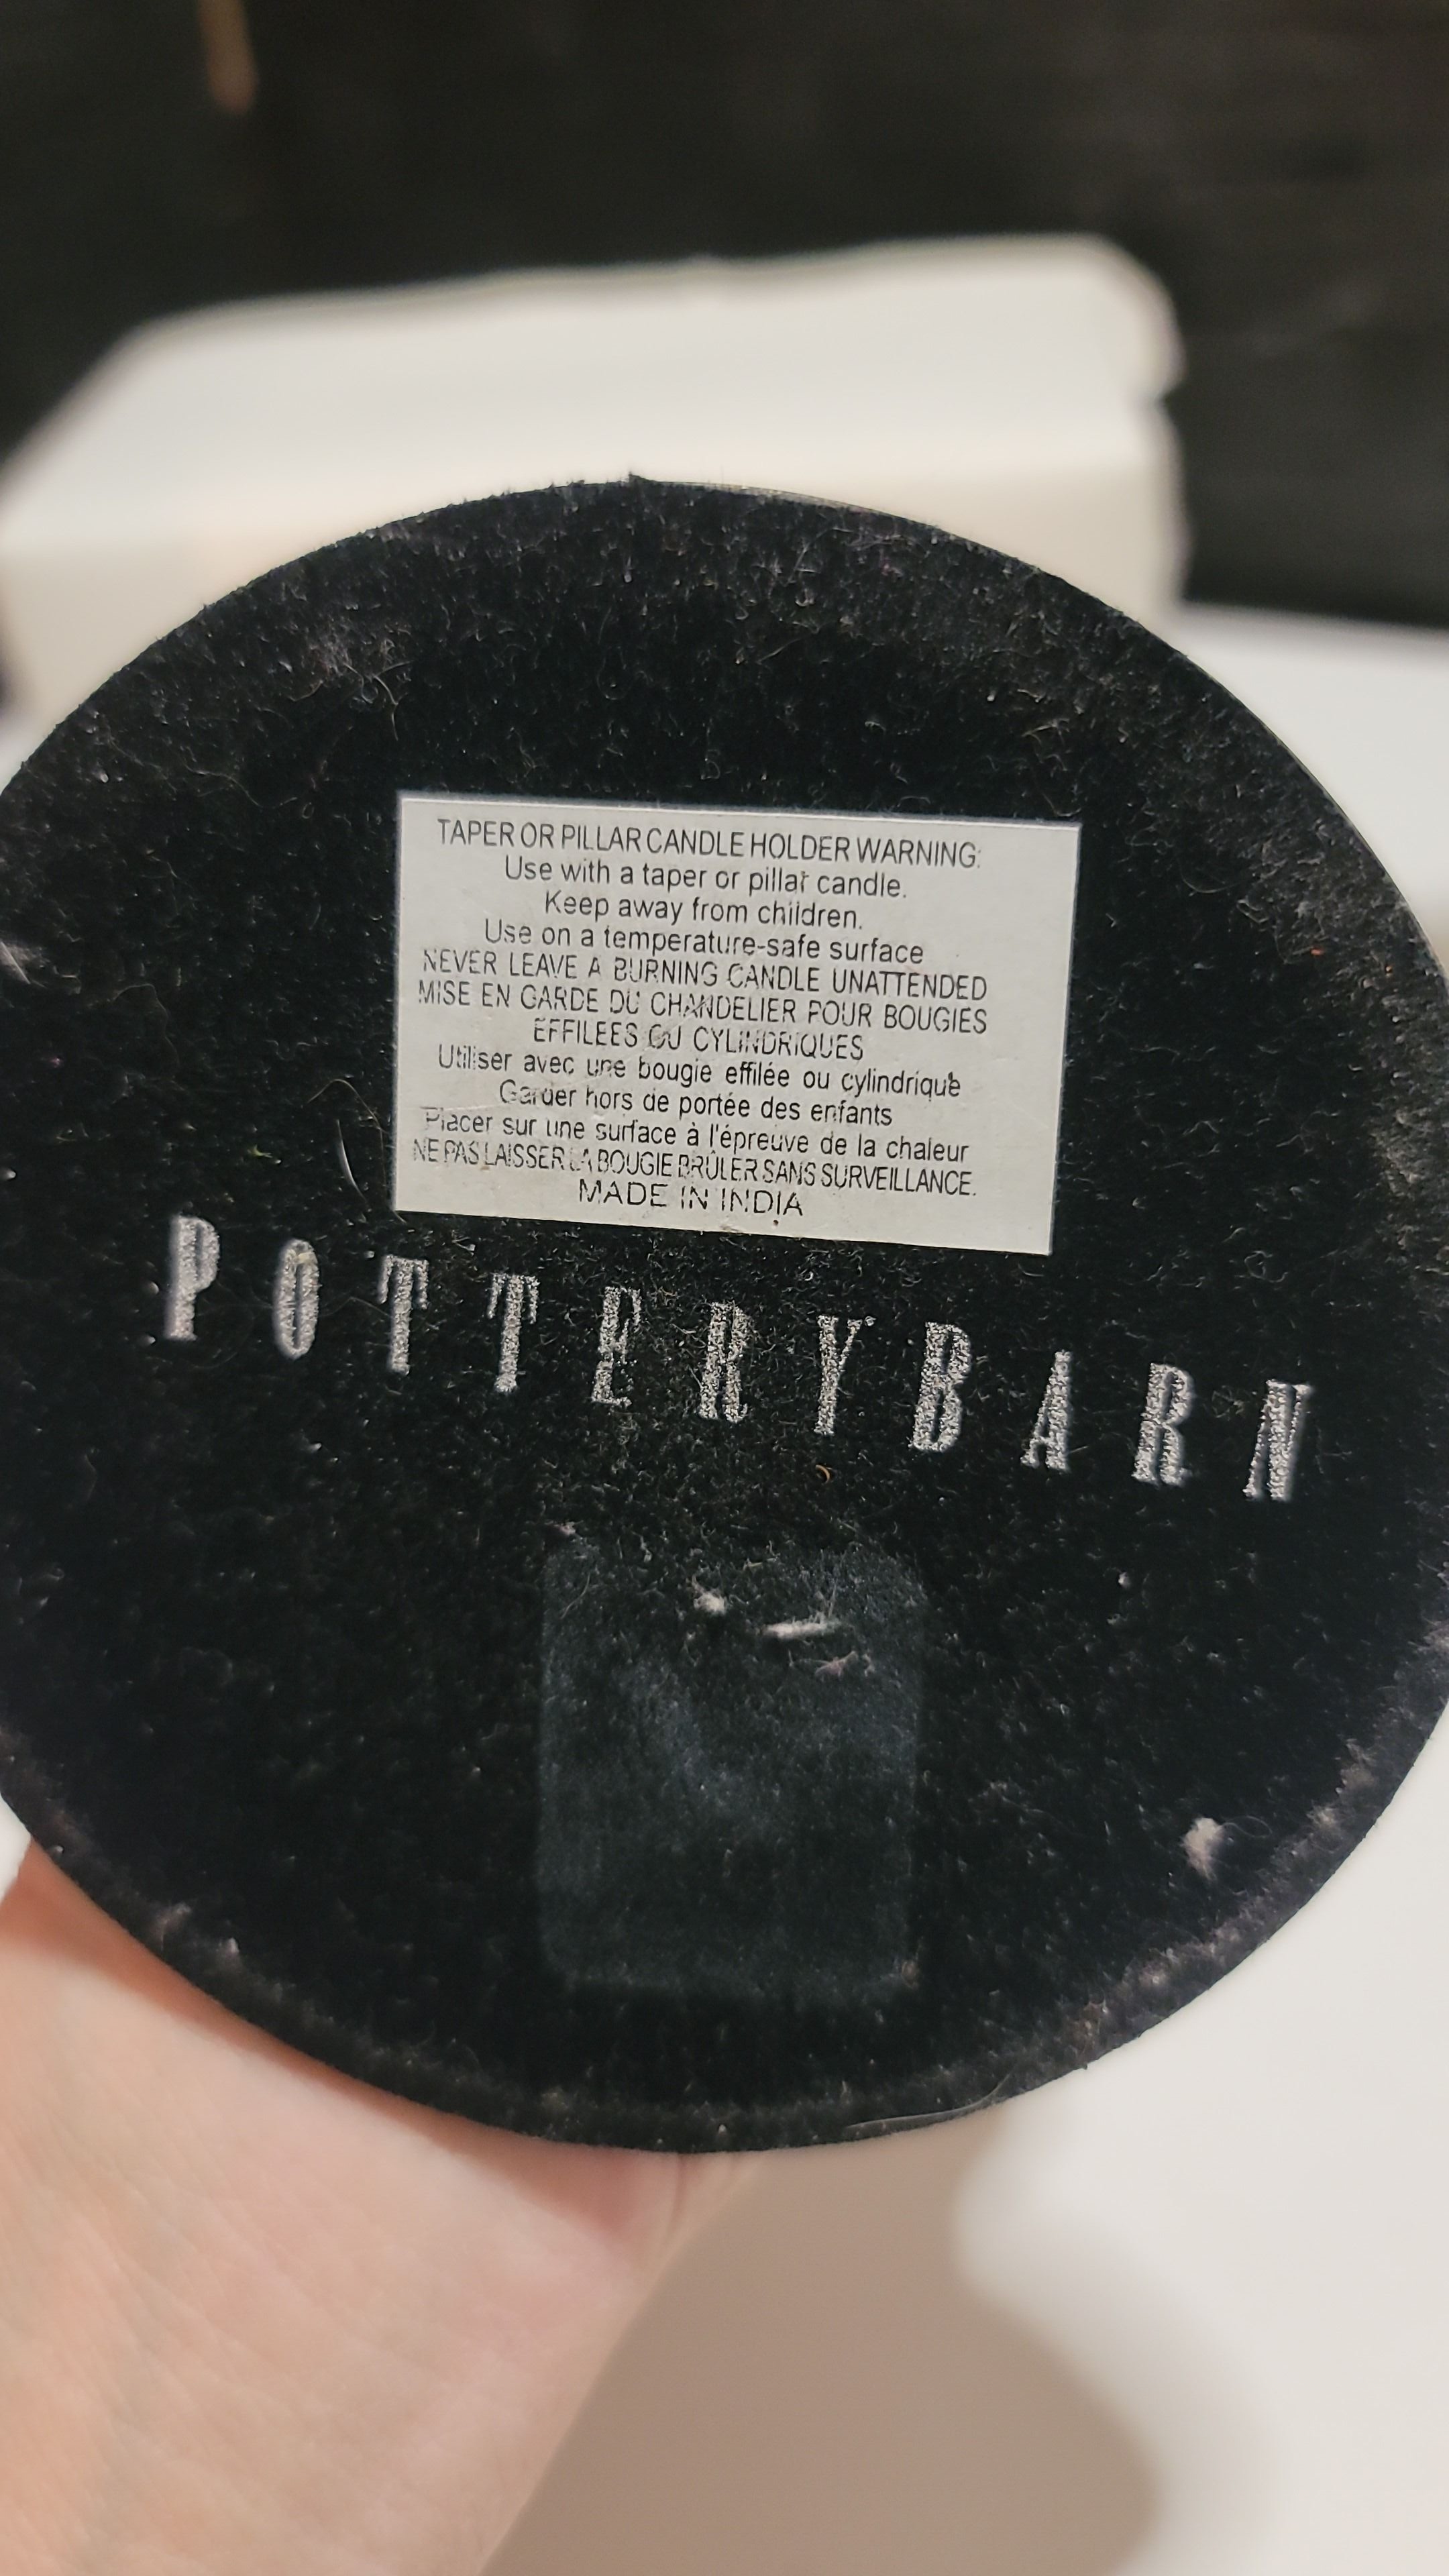 TAPER OR PILLAR CANDLE HOLDER WARNING:
Use with a taper or pillar candle.
Keep away from children.
Use on a temperature-safe surface
NEVER LEAVE A BURNING CANDLE UNATTENDED
MISE EN GARDE DU CHANDELIER POUR BOUGIES
EFFILEES OU CYLINDRIQUES
Utiliser avec une bougie effilée ou cylindrique
Garder hors de portée des enfants
Placer sur une surface à l'épreuve de la chaleur
NE PAS LAISSER LA BOUGIE BRÛLER SANS SURVEILLANCE.
MADE IN INDIA
POTTERYBARN